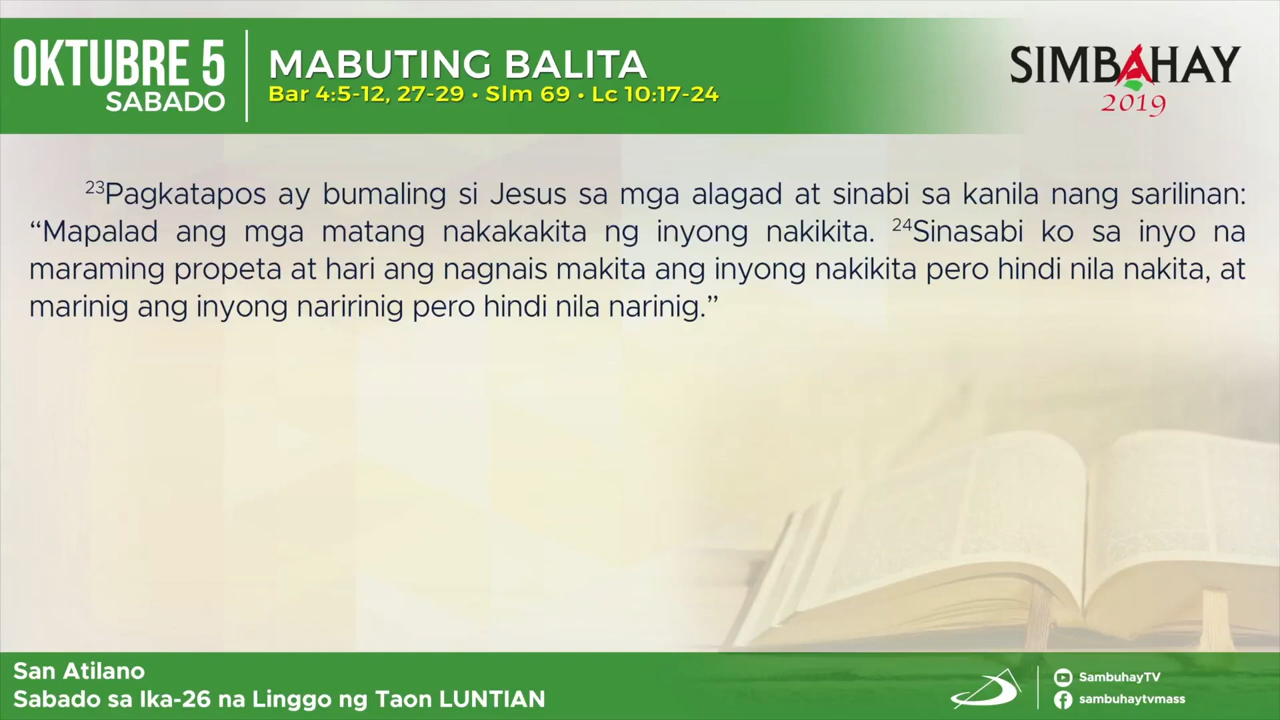 OKTUBRE 5
SABADO
MABUTING BALITA
Bar 4:5-12, 27-29 • Slm 69 • Lc 10:17-24
SIMBAHAY
2019
²³Pagkatapos ay bumaling si Jesus sa mga alagad at sinabi sa kanila nang sarilinan:
“Mapalad ang mga matang nakakakita ng inyong nakikita. ²⁴Sinasabi ko sa inyo na
maraming propeta at hari ang nagnais makita ang inyong nakikita pero hindi nila nakita, at
marinig ang inyong naririnig pero hindi nila narinig.”
San Atilano
Sabado sa Ika-26 na Linggo ng Taon LUNTIAN
SambuhayTV
sambuhaytvmass